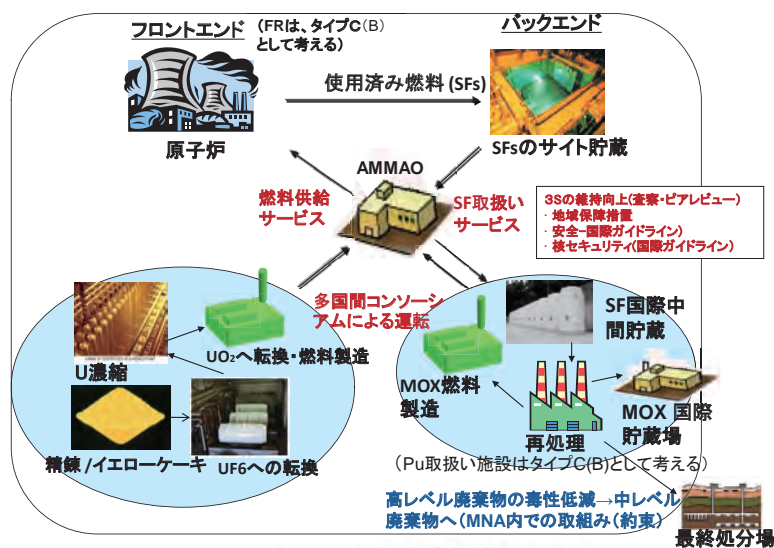 フロントエンド
(FRは、タイプC(B)
として考える)
バックエンド
使用済み燃料 (SFs)
原子炉
SFsのサイト貯蔵
AMMAO
燃料供給
サービス
SF取扱い
サービス
3Sの維持向上(査察・ピアレビュー)
・地域保障措置
・安全−国際ガイドライン)
・核セキュリティ(国際ガイドライン)
多国間コンソーシ
アムによる運転
SF国際中
間貯蔵
UO₂へ転換・燃料製造
U濃縮
MOX燃料
製造
MOX 国際
貯蔵場
再処理
精錬 /イエローケーキ
UF6への転換
(Pu取扱い施設はタイプC(B)として考える)
高レベル廃棄物の毒性低減→中レベル
廃棄物へ(MNA内での取組み(約束)
最終処分場